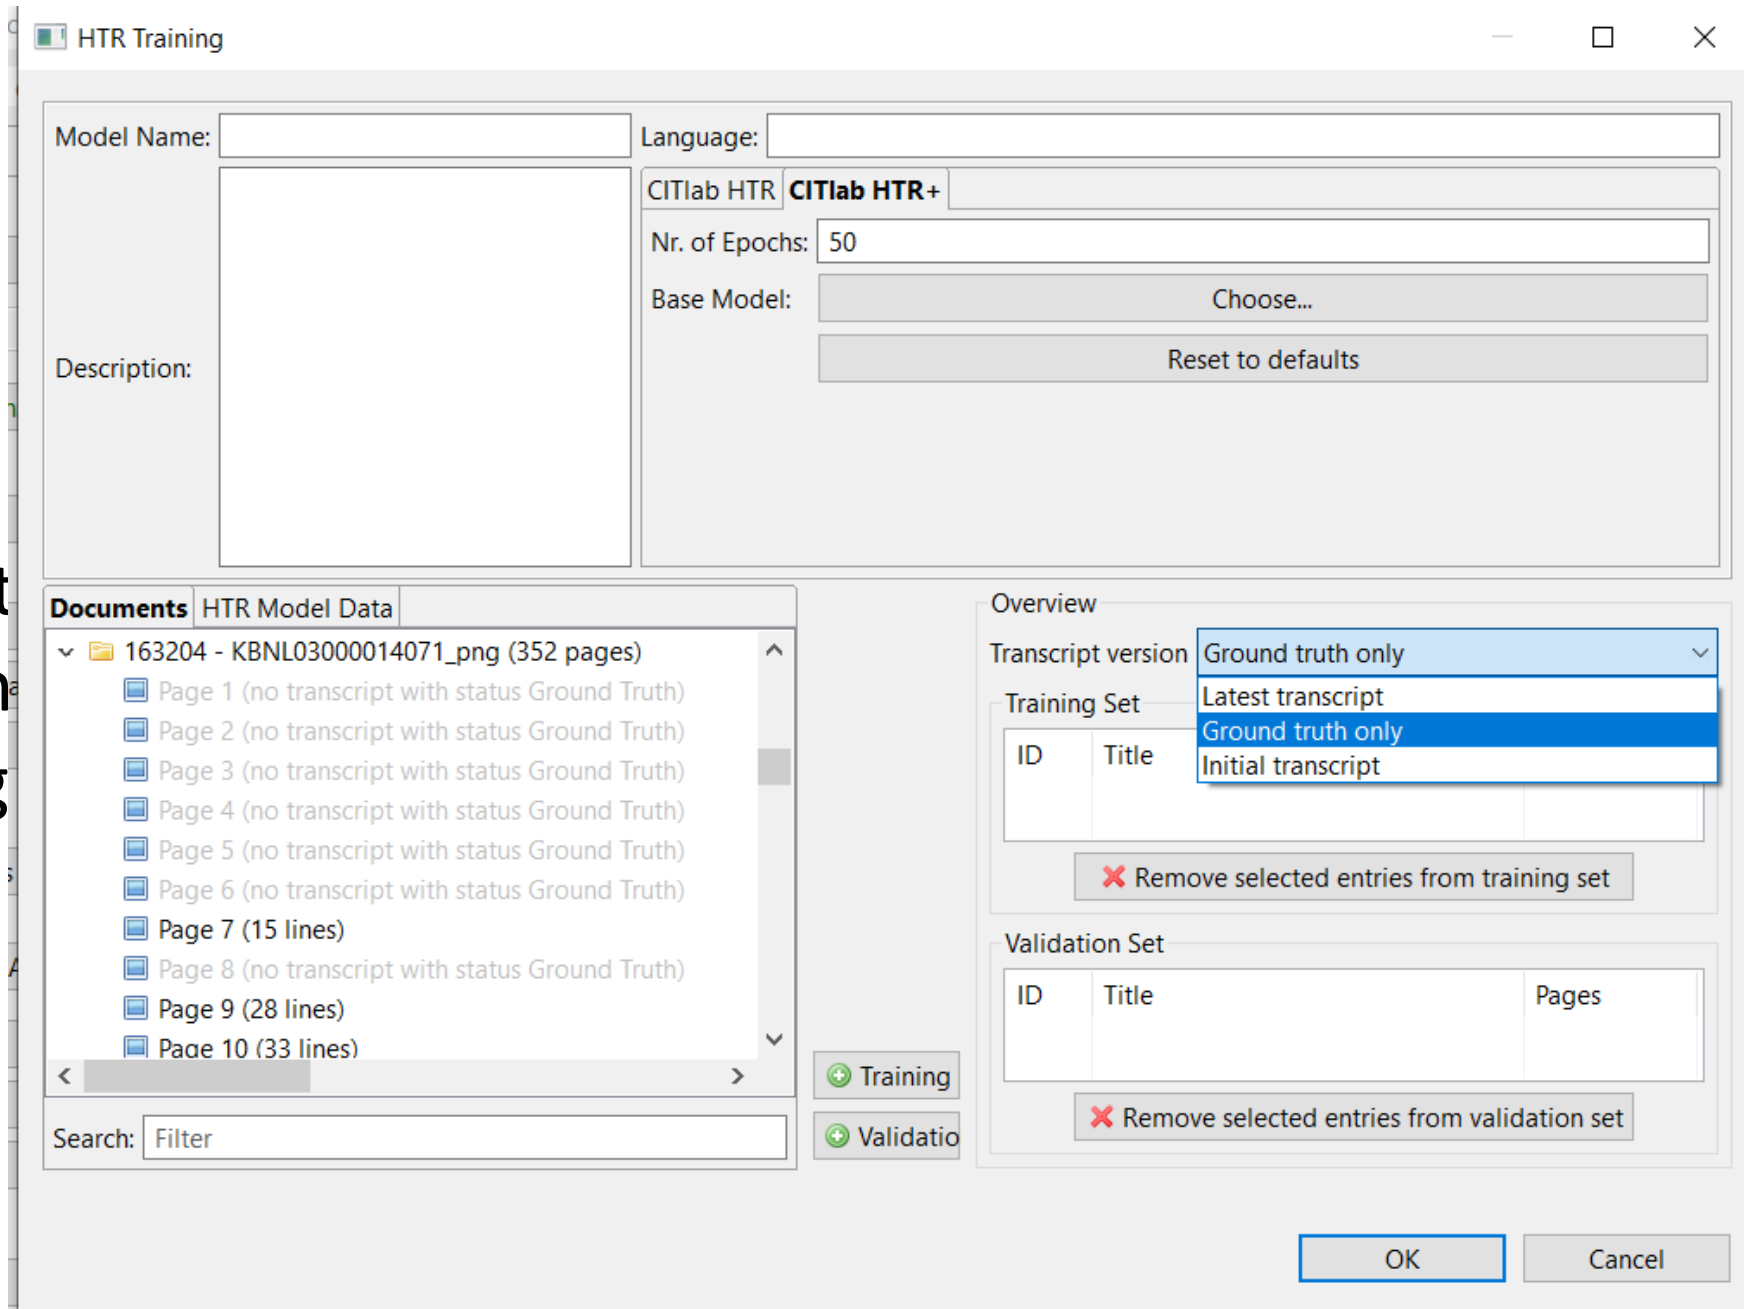 HTR Training
Model Name:
Language:
CITlab HTR
CITlab HTR+
Nr. of Epochs:
50
Base Model:
Choose...
Reset to defaults
Description:
Documents
HTR Model Data
163204 - KBNL03000014071_png (352 pages)
Page 1 (no transcript with status Ground Truth)
Page 2 (no transcript with status Ground Truth)
Page 3 (no transcript with status Ground Truth)
Page 4 (no transcript with status Ground Truth)
Page 5 (no transcript with status Ground Truth)
Page 6 (no transcript with status Ground Truth)
Page 7 (15 lines)
Page 8 (no transcript with status Ground Truth)
Page 9 (28 lines)
Page 10 (33 lines)
Search:
Filter
Training
Validatio
Overview
Transcript version
Ground truth only
Latest transcript
Ground truth only
Initial transcript
Training Set
ID Title
Remove selected entries from training set
Validation Set
ID Title Pages
Remove selected entries from validation set
OK
Cancel